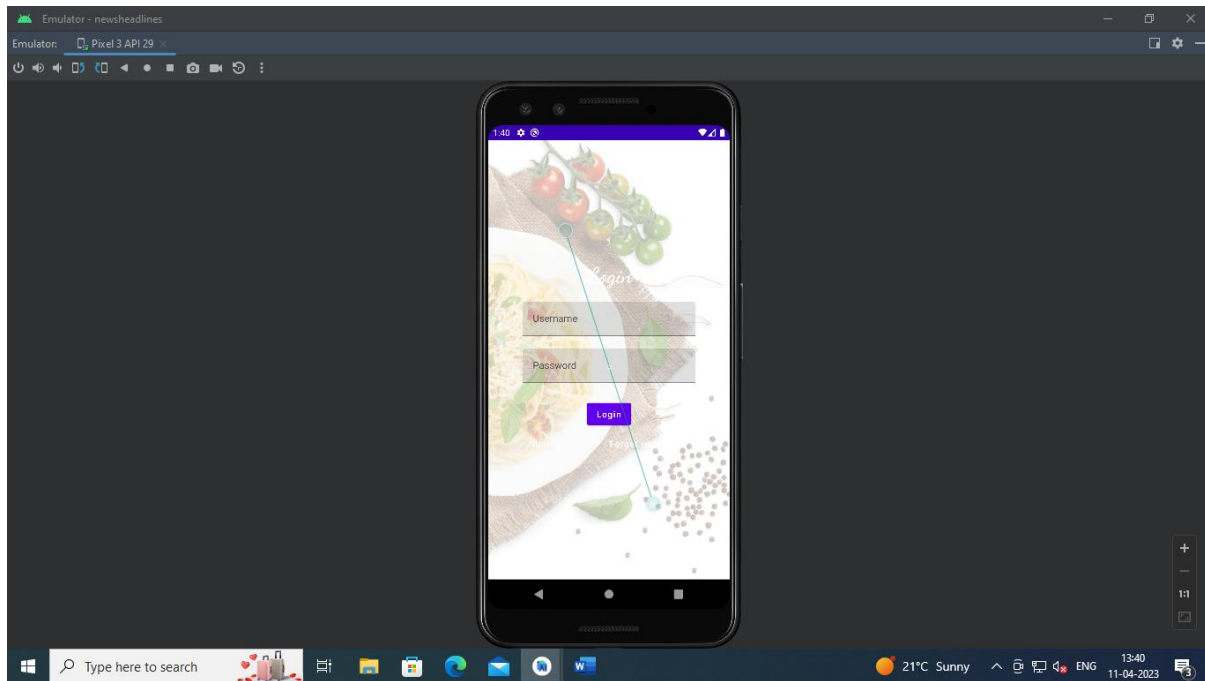 Emulator - newsheadlines
Emulator: Pixel 3 API 29
1:40
Login
Username
Password
Login
1:1
Type here to search
21°C Sunny
ENG
13:40
11-04-2023
3